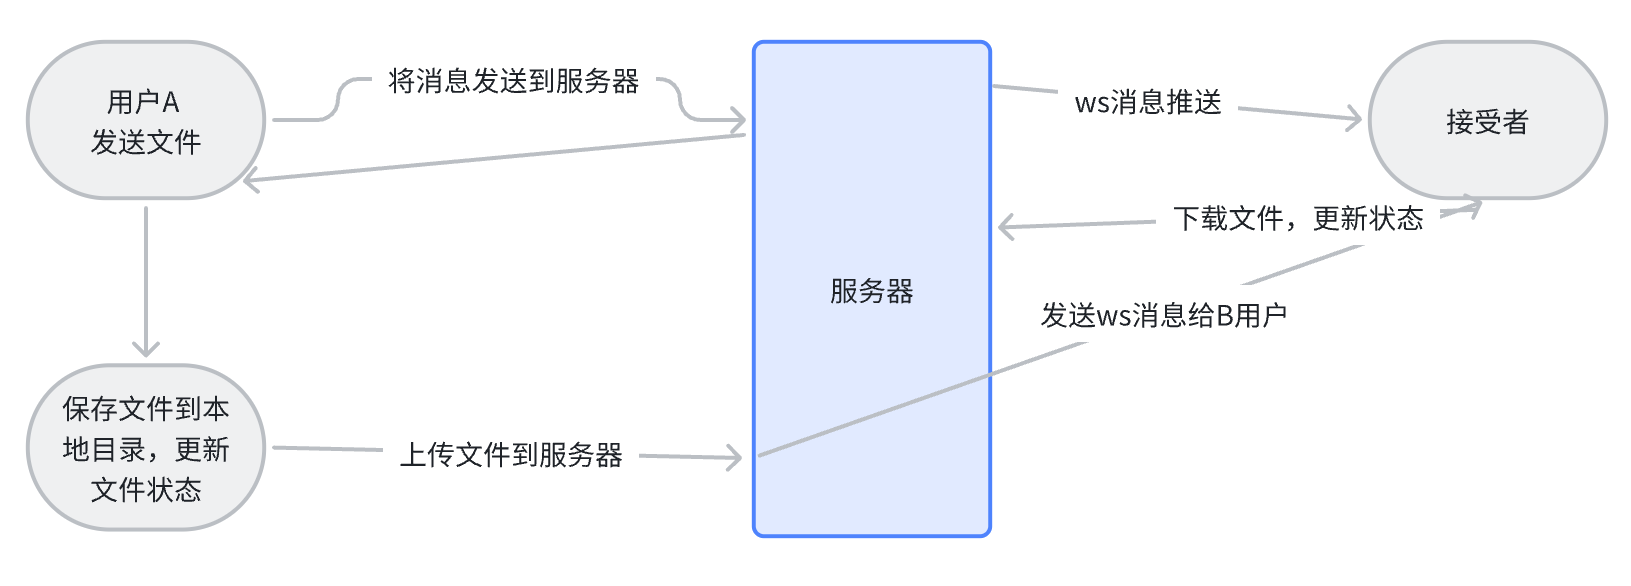 用户A
发送文件
将消息发送到服务器
ws消息推送
接受者
下载文件，更新状态
服务器
发送ws消息给B用户
保存文件到本
地目录，更新
文件状态
上传文件到服务器